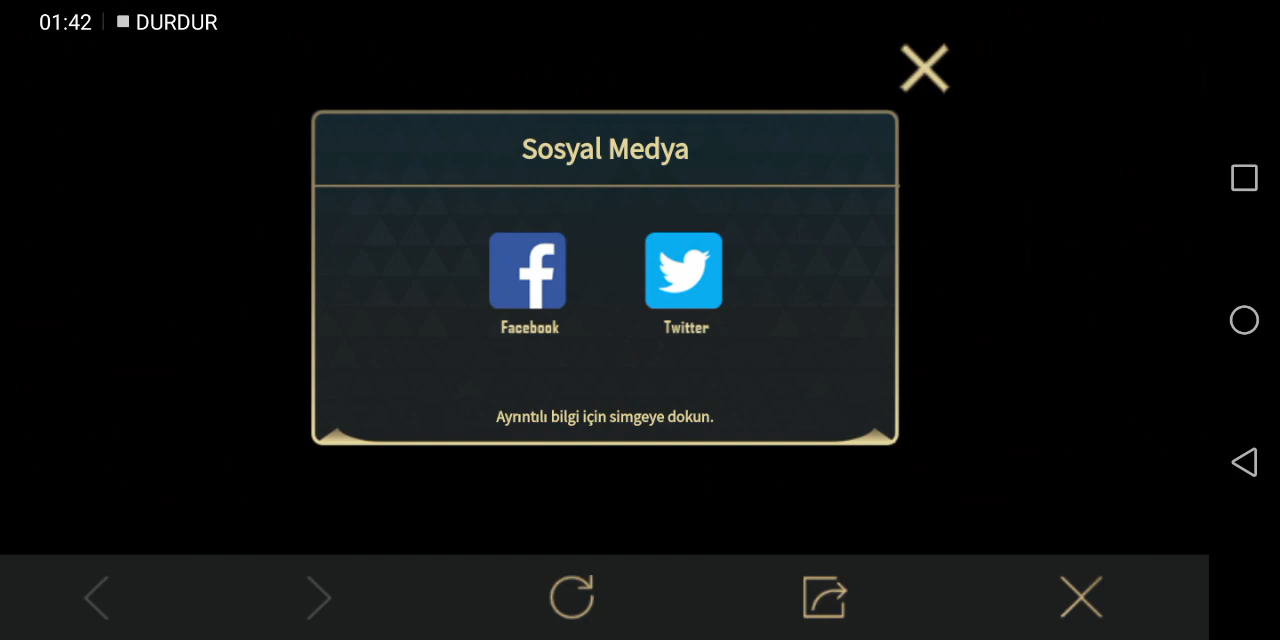 01:42 DURDUR
Sosyal Medya
Facebook Twitter
Ayrıntılı bilgi için simgeye dokun.